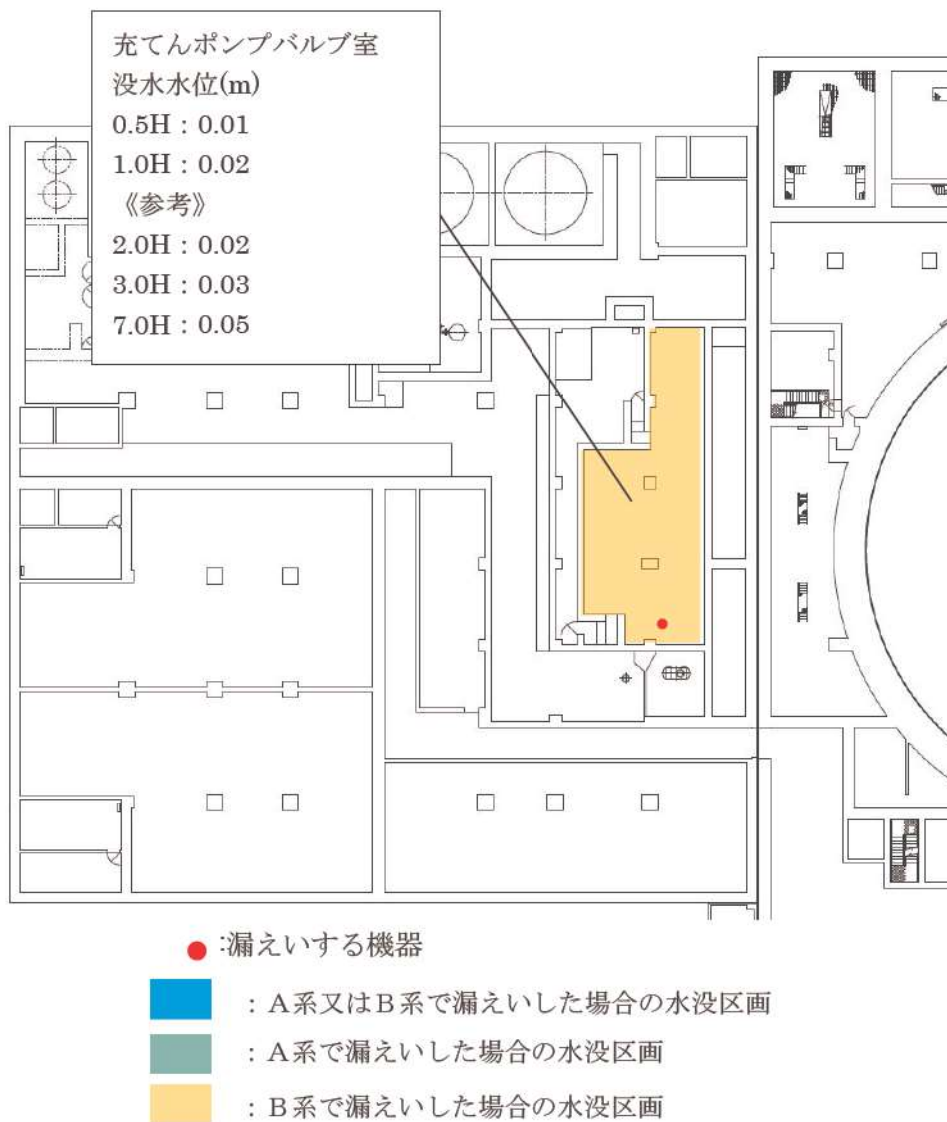 充てんポンプバルブ室
没水水位(m)
0.5H：0.01
1.0H：0.02
《参考》
2.0H：0.02
3.0H：0.03
7.0H：0.05
:漏えいする機器
：Ａ系又はＢ系で漏えいした場合の水没区画
：Ａ系で漏えいした場合の水没区画
：Ｂ系で漏えいした場合の水没区画